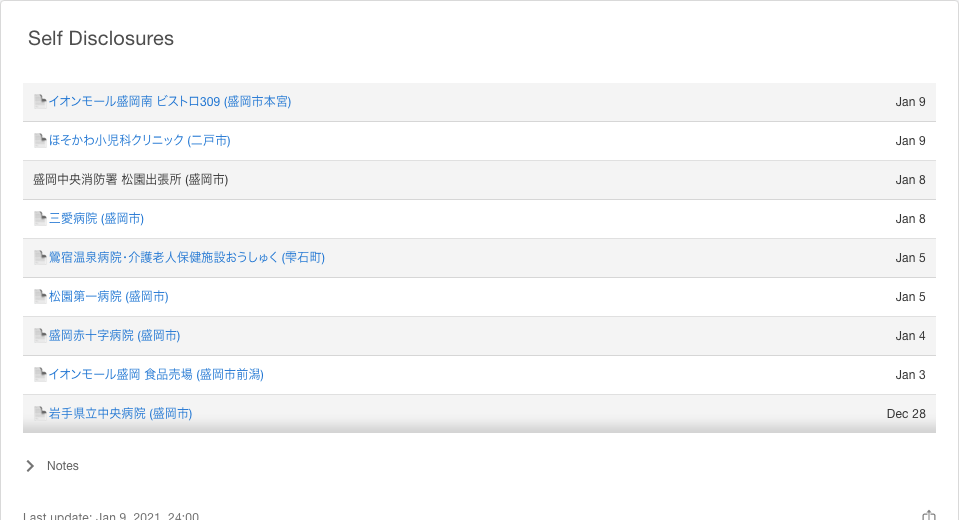 Self Disclosures
イオンモール盛岡南 ビストロ309 (盛岡市本宮) Jan 9
ほそかわ小児科クリニック (二戸市) Jan 9
盛岡中央消防署 松園出張所 (盛岡市) Jan 8
三愛病院 (盛岡市) Jan 8
鶯宿温泉病院･介護老人保健施設おうしゅく (雫石町) Jan 5
松園第一病院 (盛岡市) Jan 5
盛岡赤十字病院 (盛岡市) Jan 4
イオンモール盛岡 食品売場 (盛岡市前潟) Jan 3
岩手県立中央病院 (盛岡市) Dec 28
Notes
Last update: Jan 9, 2021, 24:00